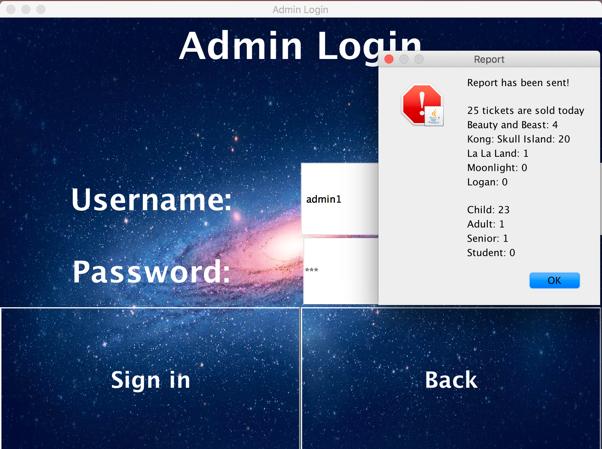 Admin Login
Admin Login
Report
Report has been sent!
25 tickets are sold today
Beauty and Beast: 4
Kong: Skull Island: 20
La La Land: 1
Moonlight: 0
Logan: 0
Child: 23
Adult: 1
Senior: 1
Student: 0
OK
Username:
admin1
Password:
***
Sign in
Back